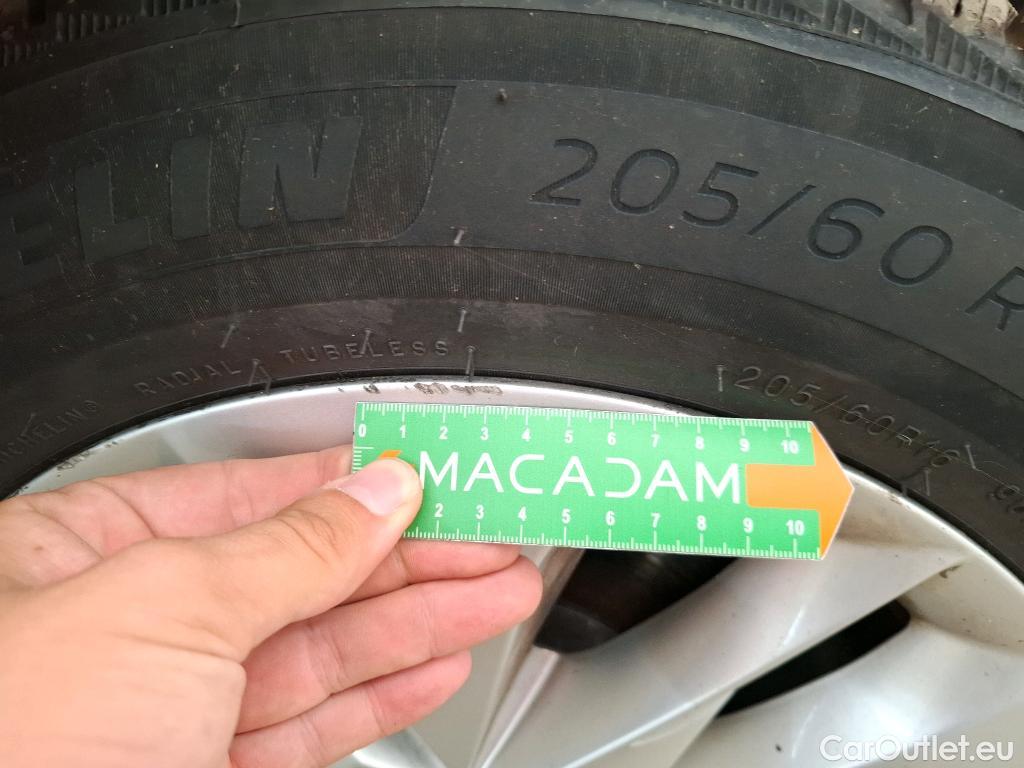 ELIN 205/60 R
MICHELIN® RADIAL TUBELESS
205/60R16
0 1 2 3 4 5 6 7 8 9 10
MACADAM
2 3 4 5 6 7 8 9 10
CarOutlet.eu